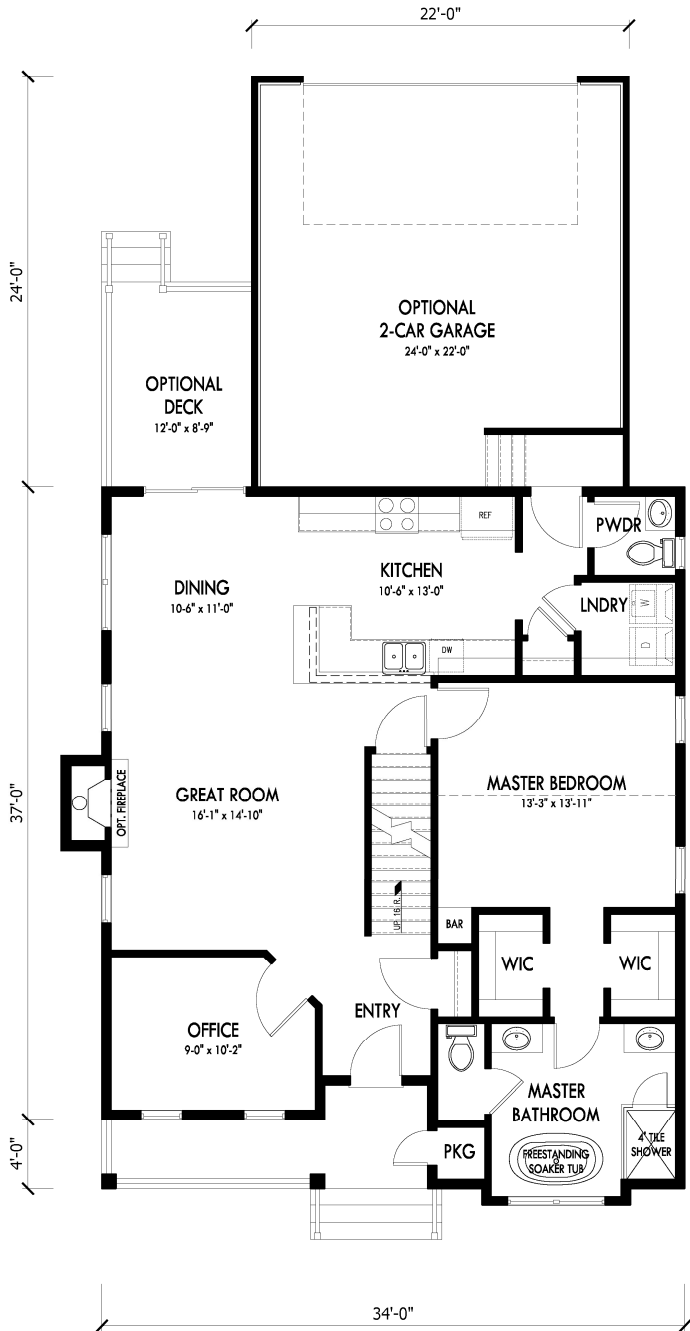 22'-0"
24'-0"
OPTIONAL
2-CAR GARAGE
24'-0" x 22'-0"
OPTIONAL
DECK
12'-0" x 8'-9"
REF
PWDR
KITCHEN
10'-6" x 13'-0"
DINING
10-6" x 11'-0"
LNDRY
W
D
DW
37'-0"
OPT. FIREPLACE
GREAT ROOM
16'-1" x 14'-10"
MASTER BEDROOM
13'-3" x 13'-11"
UP 16 R.
BAR
WIC
WIC
ENTRY
OFFICE
9-0" x 10'-2"
MASTER
BATHROOM
4'-0"
PKG
4' TILE
SHOWER
FREESTANDING
SOAKER TUB
34'-0"